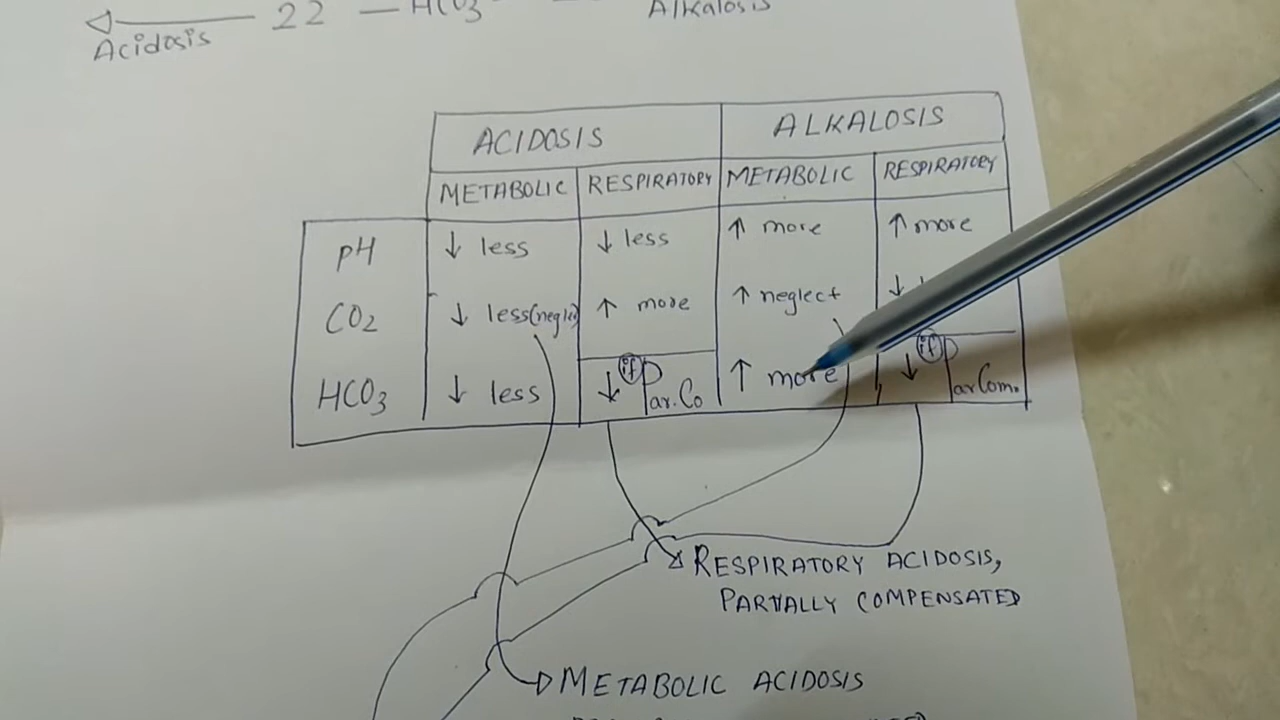 22 — HCO3
Acidosis
Alkalosis
ACIDOSIS ALKALOSIS
METABOLIC RESPIRATORY METABOLIC RESPIRATORY
pH ↓ less ↓ less ↑ more ↑ more
CO2 ↓ less ↑ more ↑ neglect ↓
HCO3 ↓ less ↓ if Par.Co ↑ more ↓ if Par Com.
RESPIRATORY ACIDOSIS,
PARTIALLY COMPENSATED
METABOLIC ACIDOSIS